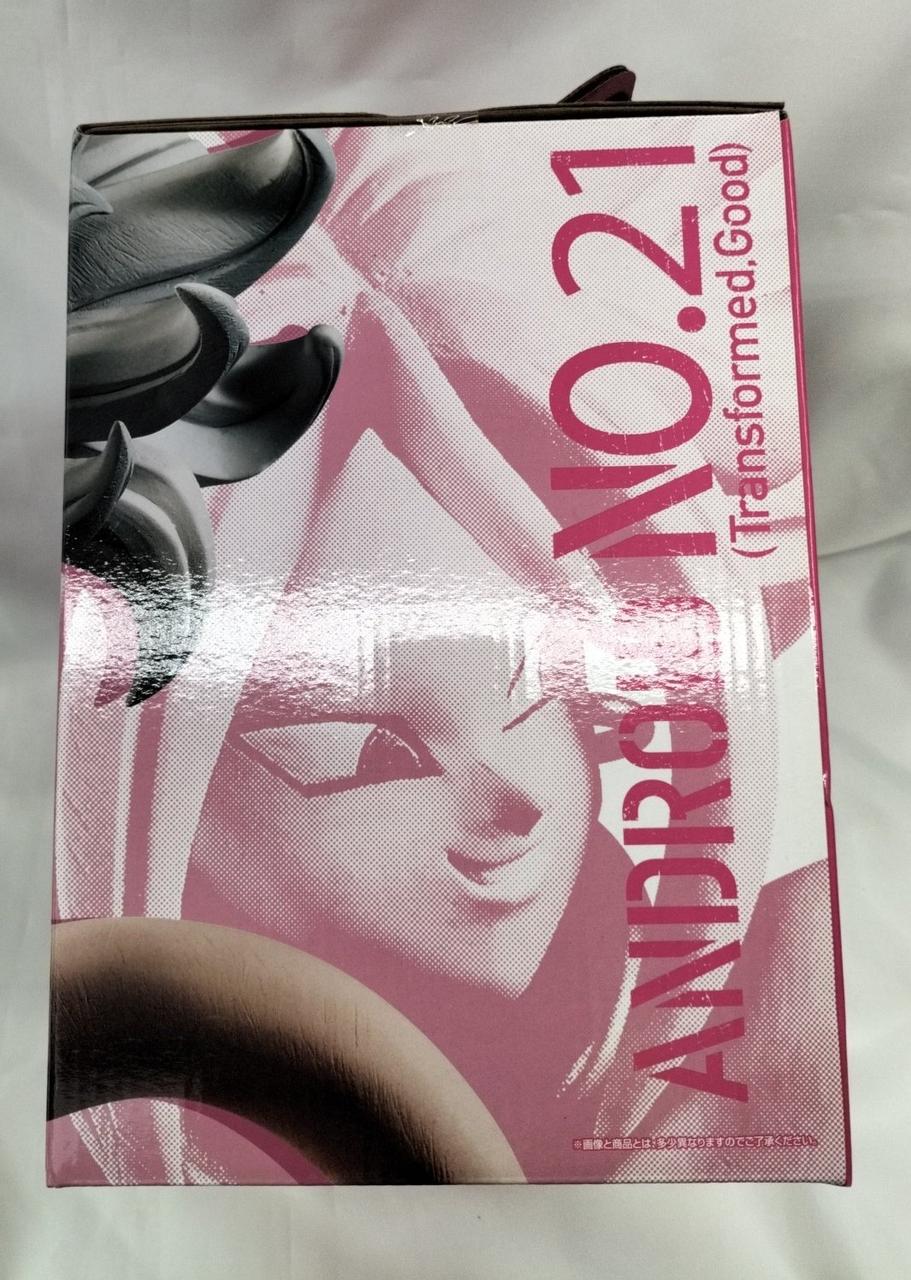 ANDROID NO.21
(Transformed,Good)
※画像と商品とは、多少異なりますのでご了承ください。